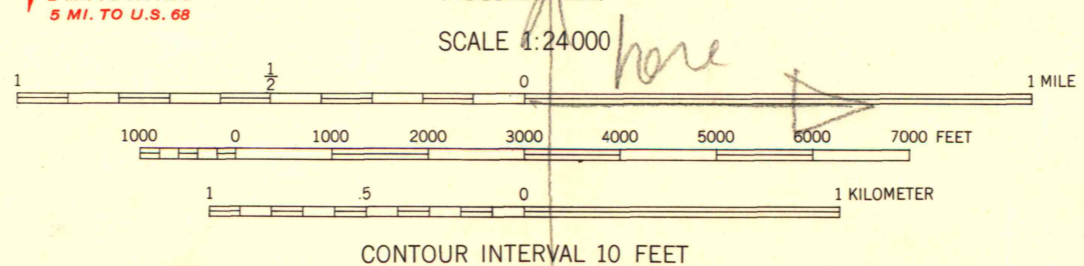 5 MI. TO U.S. 68
SCALE 1:24000
here
1 1/2 0 1 MILE
1000 0 1000 2000 3000 4000 5000 6000 7000 FEET
1 .5 0 1 KILOMETER
CONTOUR INTERVAL 10 FEET